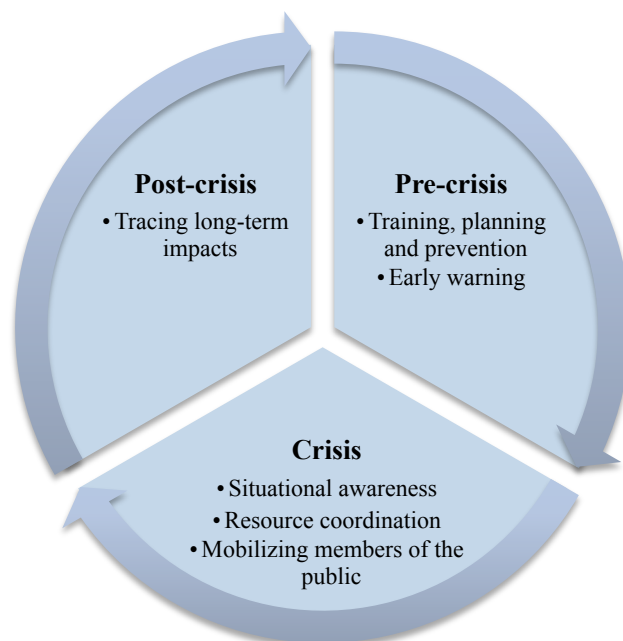 Post-crisis
• Tracing long-term
impacts
Pre-crisis
• Training, planning
and prevention
• Early warning
Crisis
• Situational awareness
• Resource coordination
• Mobilizing members of the
public